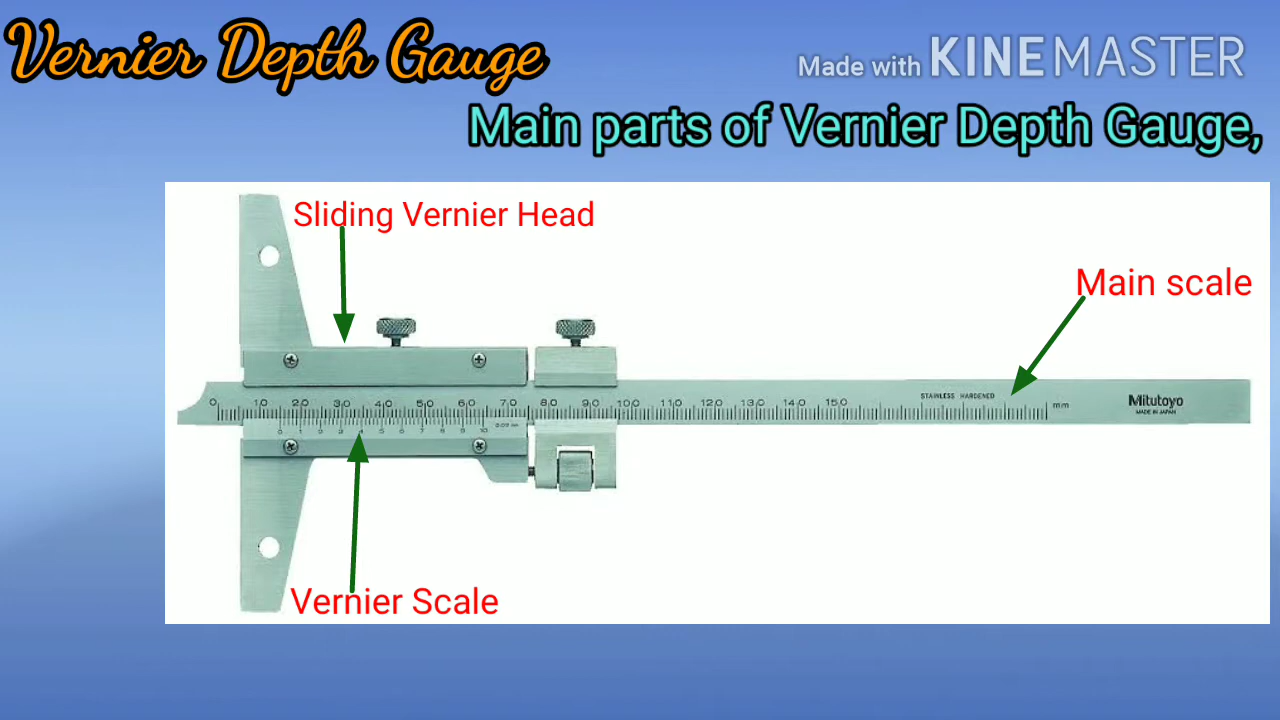 Vernier Depth Gauge
Made with KINEMASTER
Main parts of Vernier Depth Gauge,
Sliding Vernier Head
Main scale
0 10 20 30 40 50 60 70 80 90 100 110 120 130 140 150 mm
STAINLESS HARDENED
Mitutoyo
MADE IN JAPAN
0 1 2 3 4 5 6 7 8 9 10
Vernier Scale